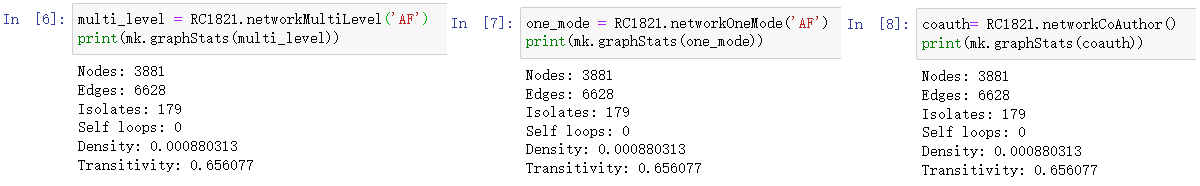 In [6]: multi_level = RC1821.networkMultiLevel('AF')
print(mk.graphStats(multi_level))
Nodes: 3881
Edges: 6628
Isolates: 179
Self loops: 0
Density: 0.000880313
Transitivity: 0.656077
In [7]: one_mode = RC1821.networkOneMode('AF')
print(mk.graphStats(one_mode))
Nodes: 3881
Edges: 6628
Isolates: 179
Self loops: 0
Density: 0.000880313
Transitivity: 0.656077
In [8]: coauth= RC1821.networkCoAuthor()
print(mk.graphStats(coauth))
Nodes: 3881
Edges: 6628
Isolates: 179
Self loops: 0
Density: 0.000880313
Transitivity: 0.656077